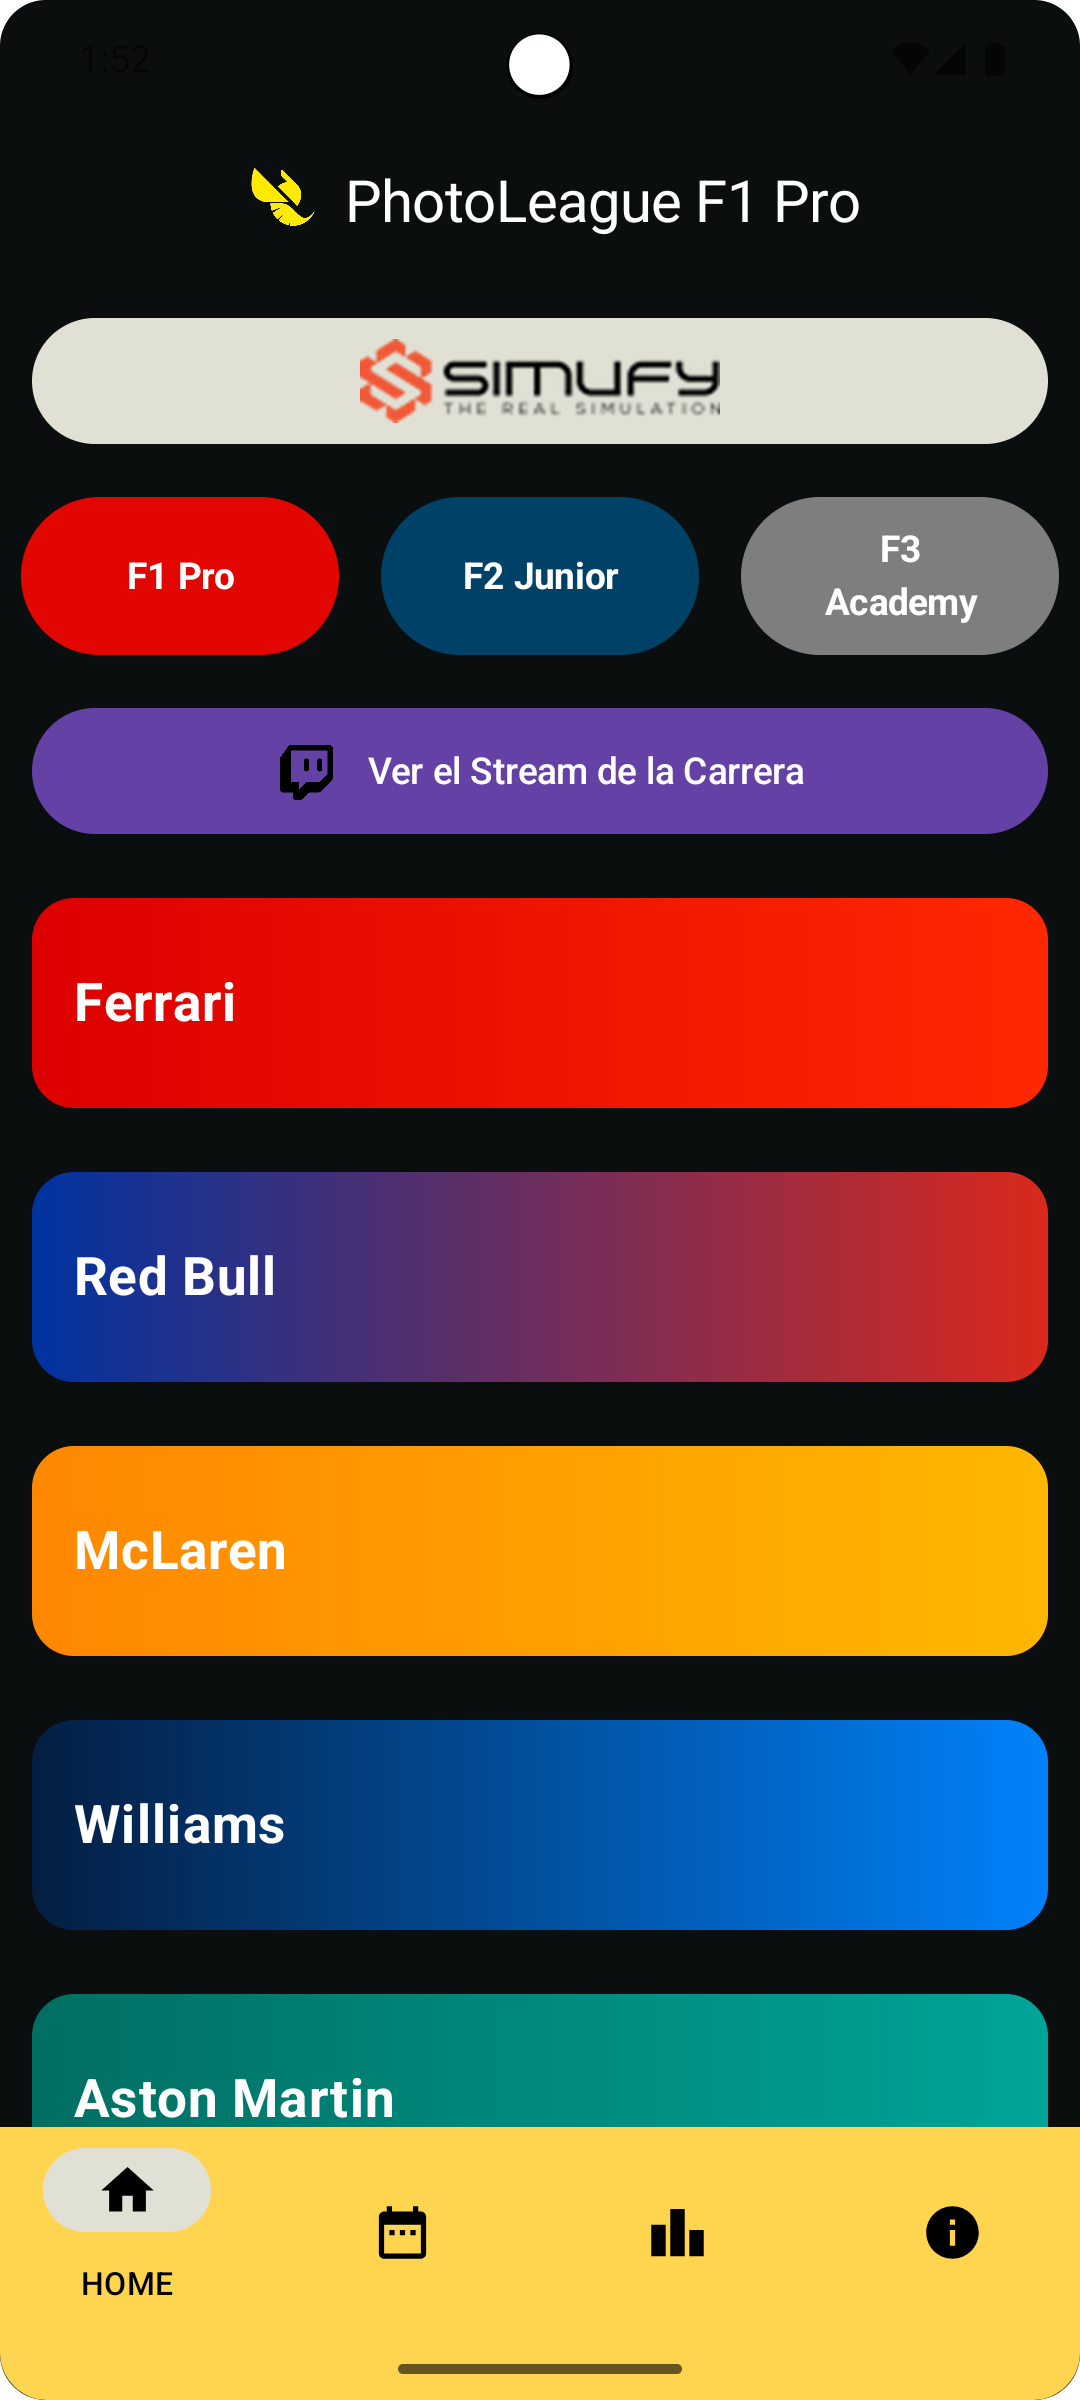 1:52
PhotoLeague F1 Pro
SIMUFY
THE REAL SIMULATION
F1 Pro
F2 Junior
F3
Academy
Ver el Stream de la Carrera
Ferrari
Red Bull
McLaren
Williams
Aston Martin
HOME